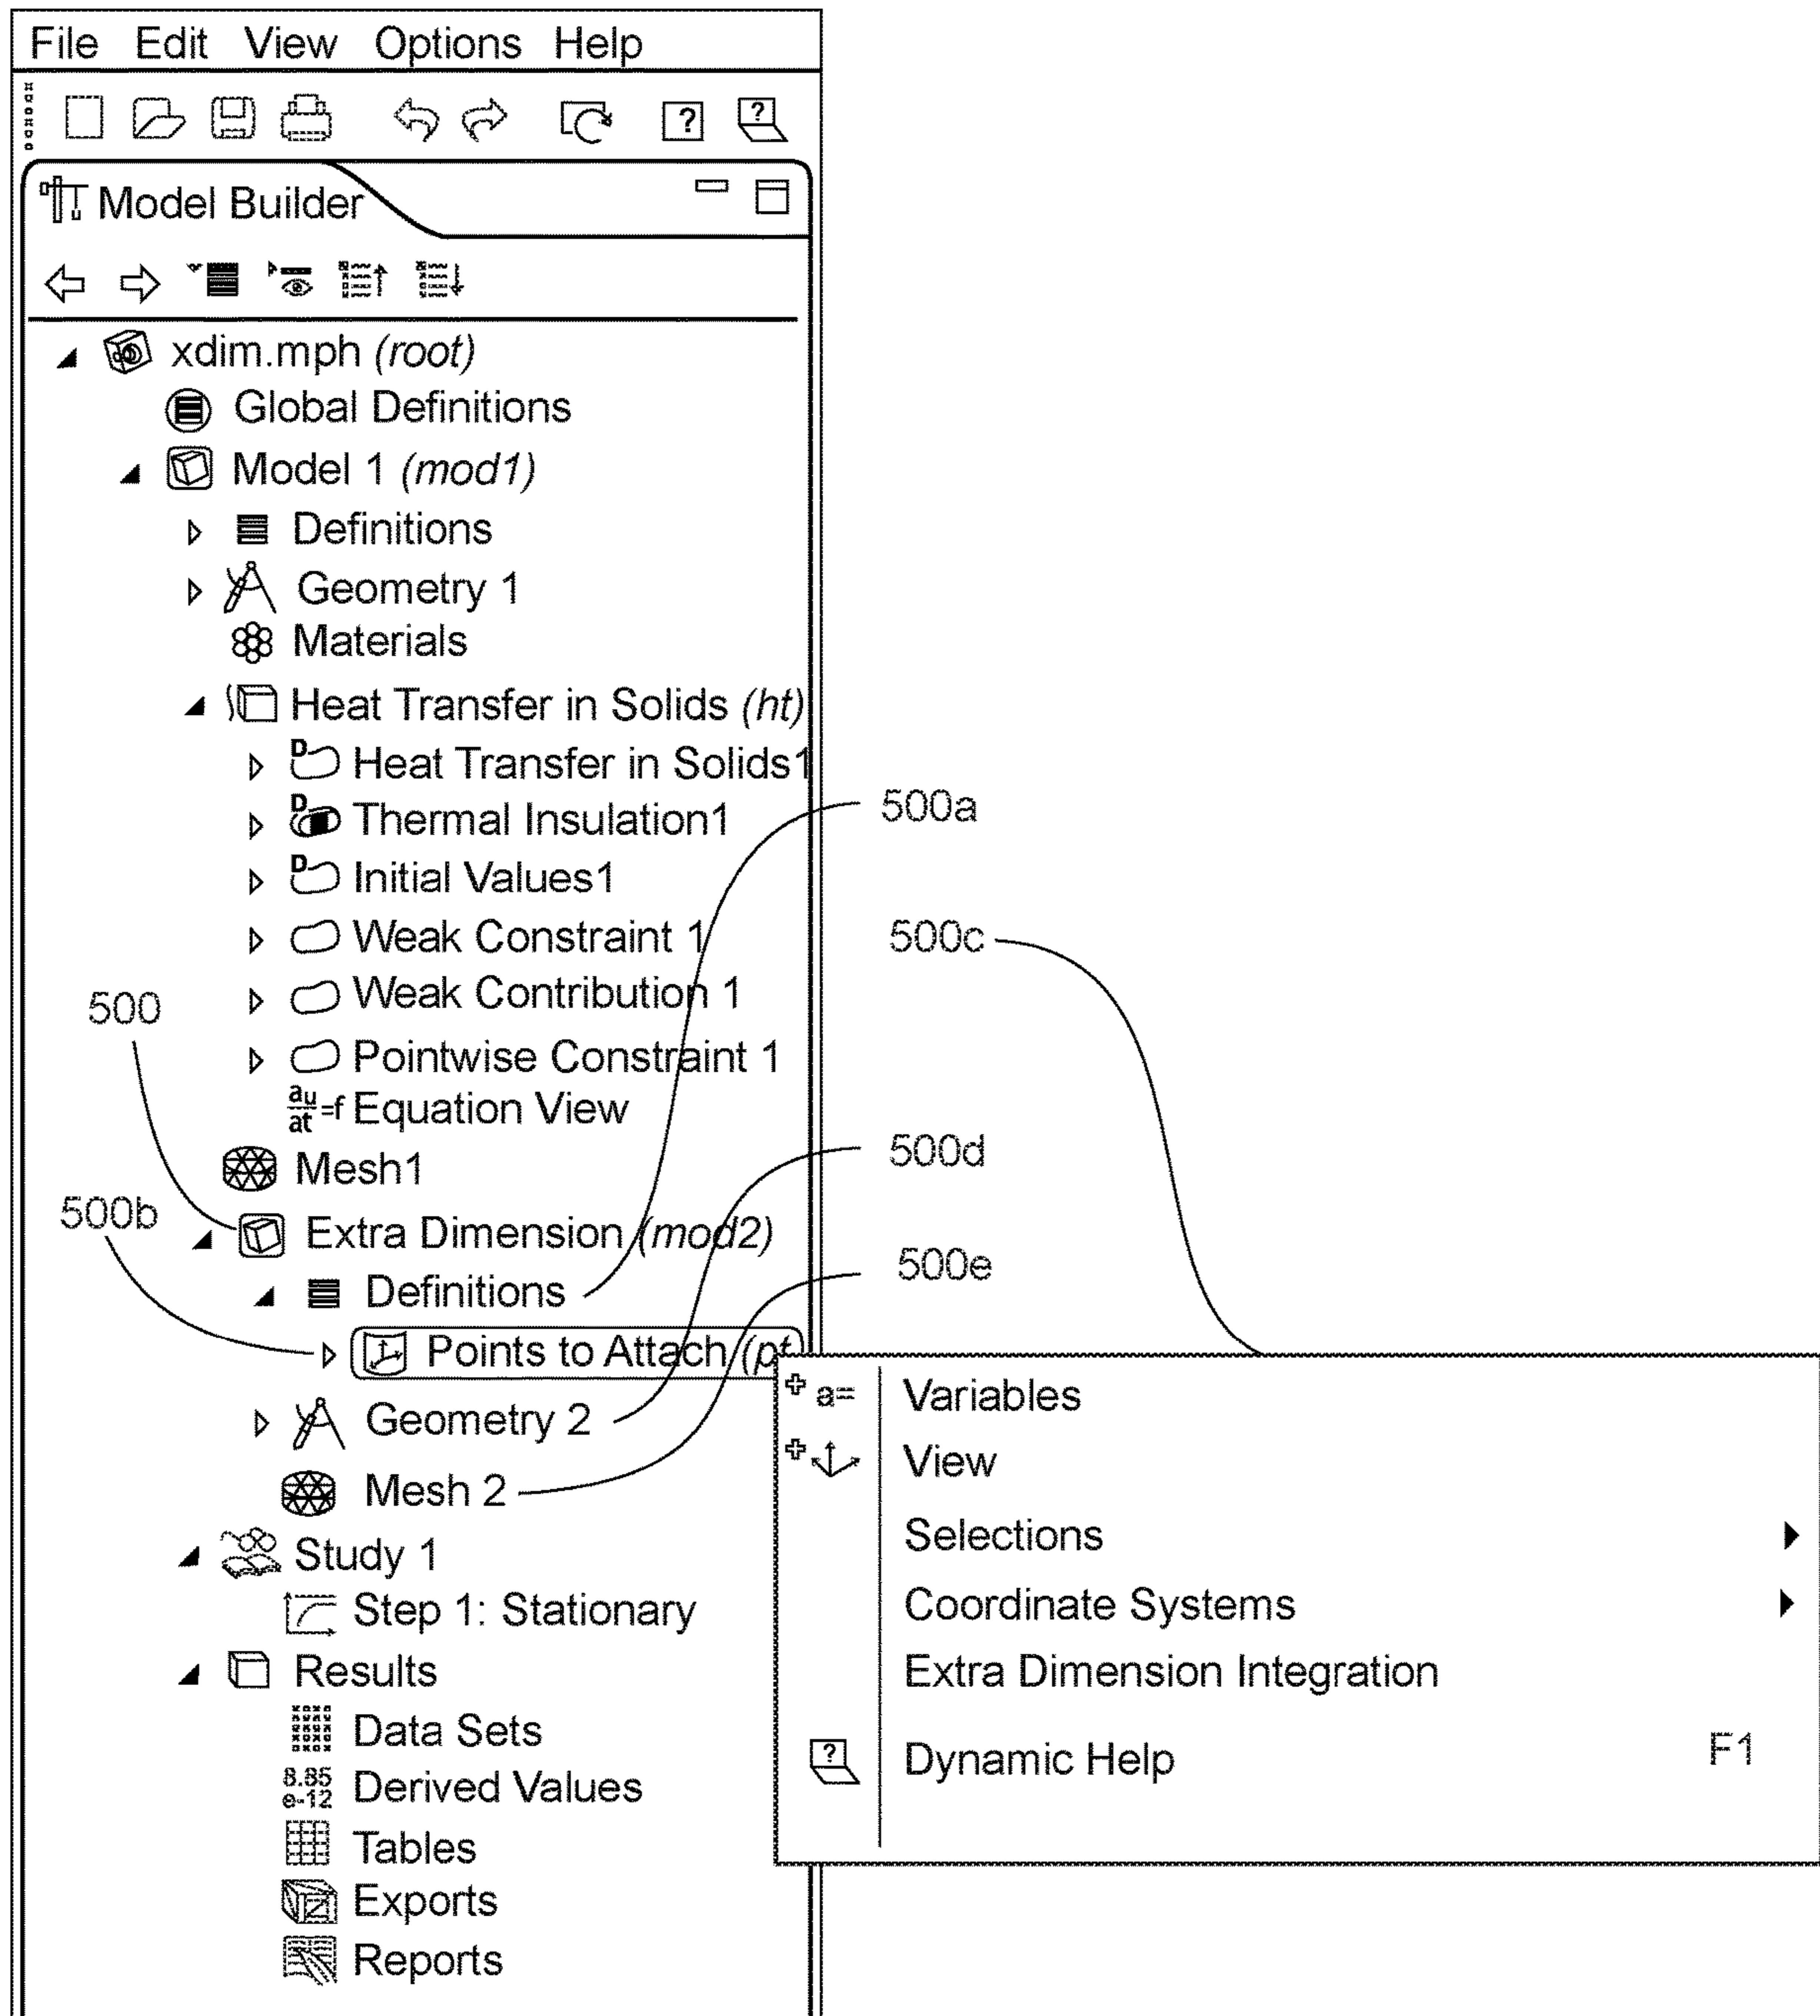 File Edit View Options Help
? ?
Model Builder
xdim.mph (root)
Global Definitions
Model 1 (mod1)
Definitions
Geometry 1
Materials
Heat Transfer in Solids (ht)
D Heat Transfer in Solids1
500a
D Thermal Insulation1
D Initial Values1
Weak Constraint 1
500c
Weak Contribution 1
500
Pointwise Constraint 1
au/at =f Equation View
500d
Mesh1
500b
Extra Dimension (mod2)
500e
Definitions
Points to Attach (pt
a= Variables
Geometry 2
View
Mesh 2
Selections
Study 1
Coordinate Systems
Step 1: Stationary
Extra Dimension Integration
Results
Data Sets
? Dynamic Help F1
8.85 e-12 Derived Values
Tables
Exports
Reports